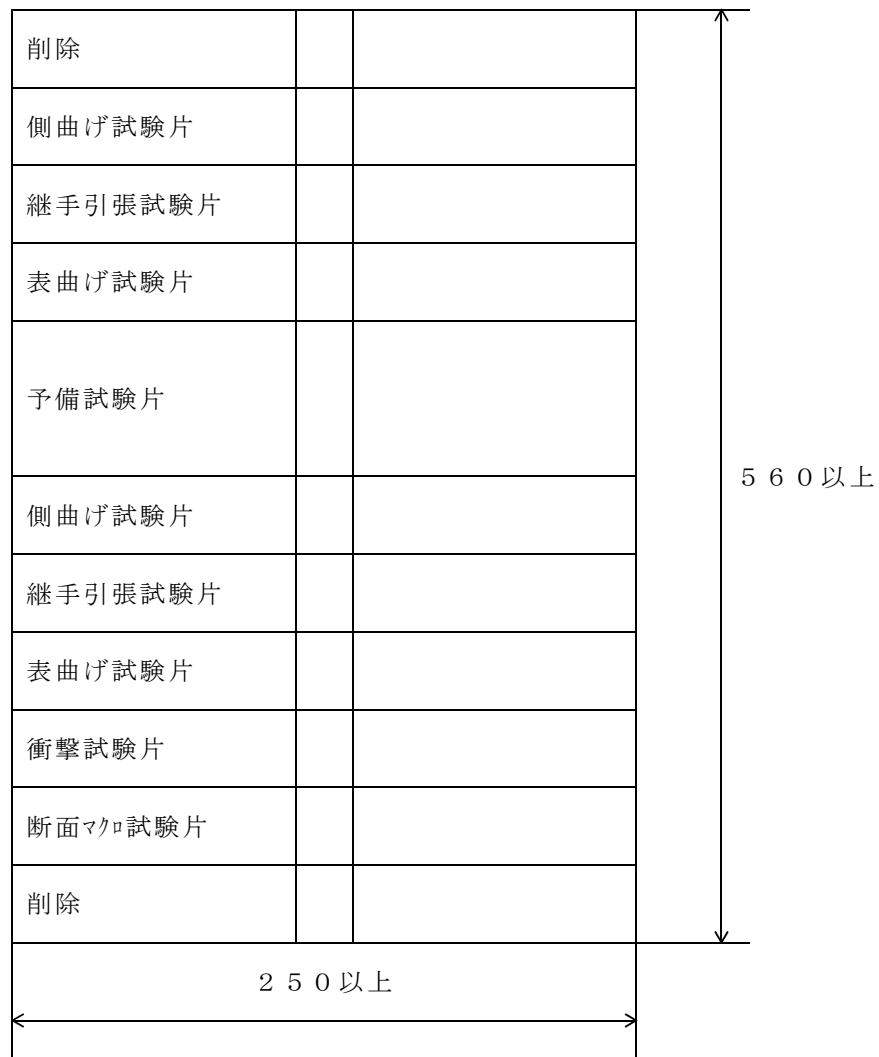 削除
側曲げ試験片
継手引張試験片
表曲げ試験片
予備試験片
５６０以上
側曲げ試験片
継手引張試験片
表曲げ試験片
衝撃試験片
断面ﾏｸﾛ試験片
削除
２５０以上